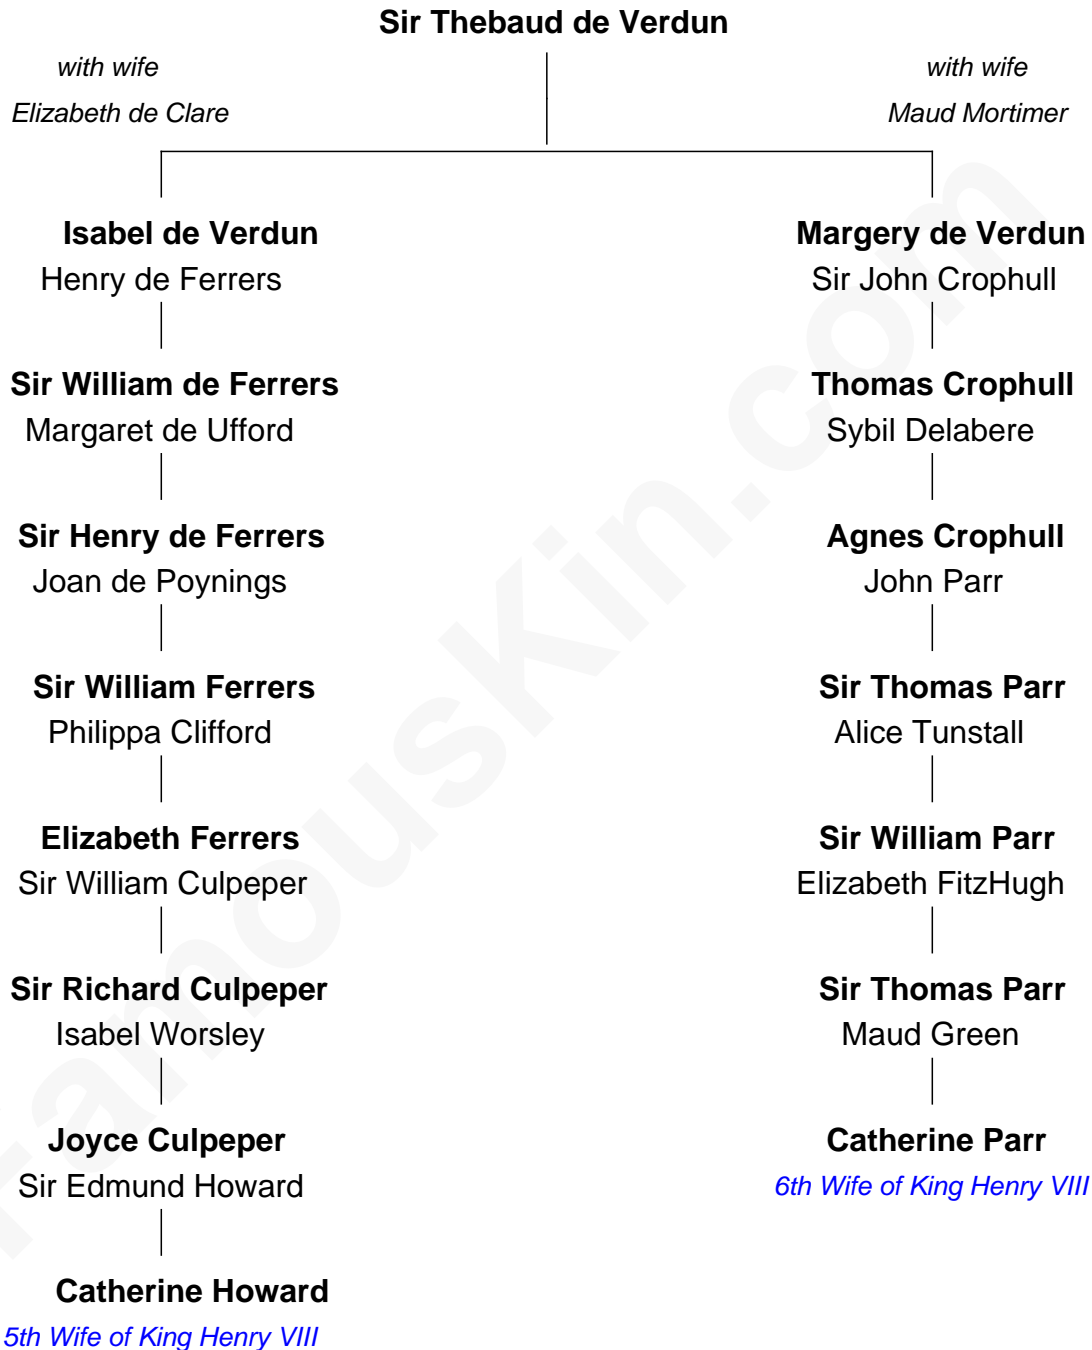 Sir Thebaud de Verdun
with wife
Elizabeth de Clare
with wife
Maud Mortimer
Isabel de Verdun
Henry de Ferrers
Sir William de Ferrers
Margaret de Ufford
Sir Henry de Ferrers
Joan de Poynings
Sir William Ferrers
Philippa Clifford
Elizabeth Ferrers
Sir William Culpeper
Sir Richard Culpeper
Isabel Worsley
Joyce Culpeper
Sir Edmund Howard
Catherine Howard
5th Wife of King Henry VIII
Margery de Verdun
Sir John Crophull
Thomas Crophull
Sybil Delabere
Agnes Crophull
John Parr
Sir Thomas Parr
Alice Tunstall
Sir William Parr
Elizabeth FitzHugh
Sir Thomas Parr
Maud Green
Catherine Parr
6th Wife of King Henry VIII
FamousKin.com